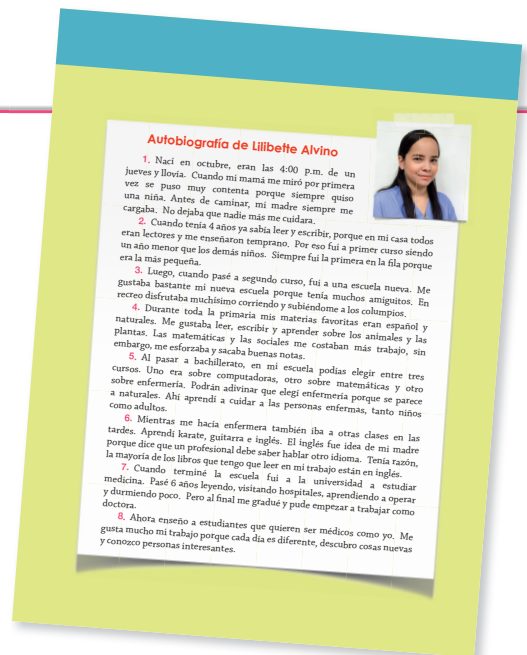 Autobiografía de Lilibette Alvino
1. Nací en octubre, eran las 4:00 p.m. de un
jueves y llovía. Cuando mi mamá me miró por primera
vez se puso muy contenta porque siempre quiso
una niña. Antes de caminar, mi madre siempre me
cargaba. No dejaba que nadie más me cuidara.
2. Cuando tenía 4 años ya sabía leer y escribir, porque en mi casa todos
eran lectores y me enseñaron temprano. Por eso fui a primer curso siendo
un año menor que los demás niños. Siempre fui la primera en la fila porque
era la más pequeña.
3. Luego, cuando pasé a segundo curso, fui a una escuela nueva. Me
gustaba bastante mi nueva escuela porque tenía muchos amiguitos. En
recreo disfrutaba muchísimo corriendo y subiéndome a los columpios.
4. Durante toda la primaria mis materias favoritas eran español y
naturales. Me gustaba leer, escribir y aprender sobre los animales y las
plantas. Las matemáticas y las sociales me costaban más trabajo, sin
embargo, me esforzaba y sacaba buenas notas.
5. Al pasar a bachillerato, en mi escuela podías elegir entre tres
cursos. Uno era sobre computadoras, otro sobre matemáticas y otro
sobre enfermería. Podrán adivinar que elegí enfermería porque se parece
a naturales. Ahí aprendí a cuidar a las personas enfermas, tanto niños
como adultos.
6. Mientras me hacía enfermera también iba a otras clases en las
tardes. Aprendí karate, guitarra e inglés. El inglés fue idea de mi madre
porque dice que un profesional debe saber hablar otro idioma. Tenía razón,
la mayoría de los libros que tengo que leer en mi trabajo están en inglés.
7. Cuando terminé la escuela fui a la universidad a estudiar
medicina. Pasé 6 años leyendo, visitando hospitales, aprendiendo a operar
y durmiendo poco. Pero al final me gradué y pude empezar a trabajar como
doctora.
8. Ahora enseño a estudiantes que quieren ser médicos como yo. Me
gusta mucho mi trabajo porque cada día es diferente, descubro cosas nuevas
y conozco personas interesantes.